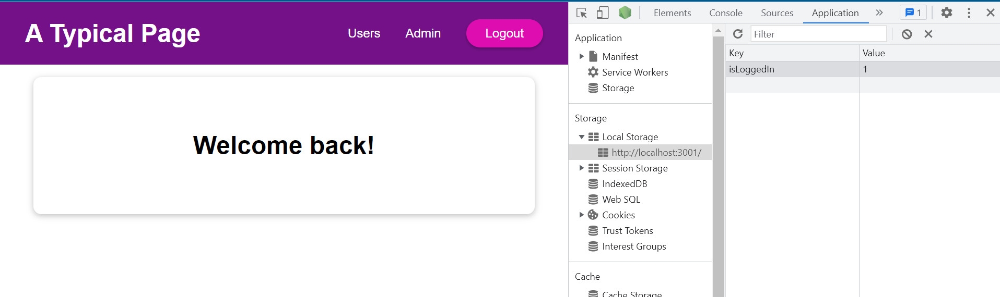 A Typical Page
Users Admin Logout
Welcome back!
Elements Console Sources Application » 1
Application
Manifest
Service Workers
Storage
Storage
Local Storage
http://localhost:3001/
Session Storage
IndexedDB
Web SQL
Cookies
Trust Tokens
Interest Groups
Cache
Cache Storage
Filter
Key Value
isLoggedIn 1